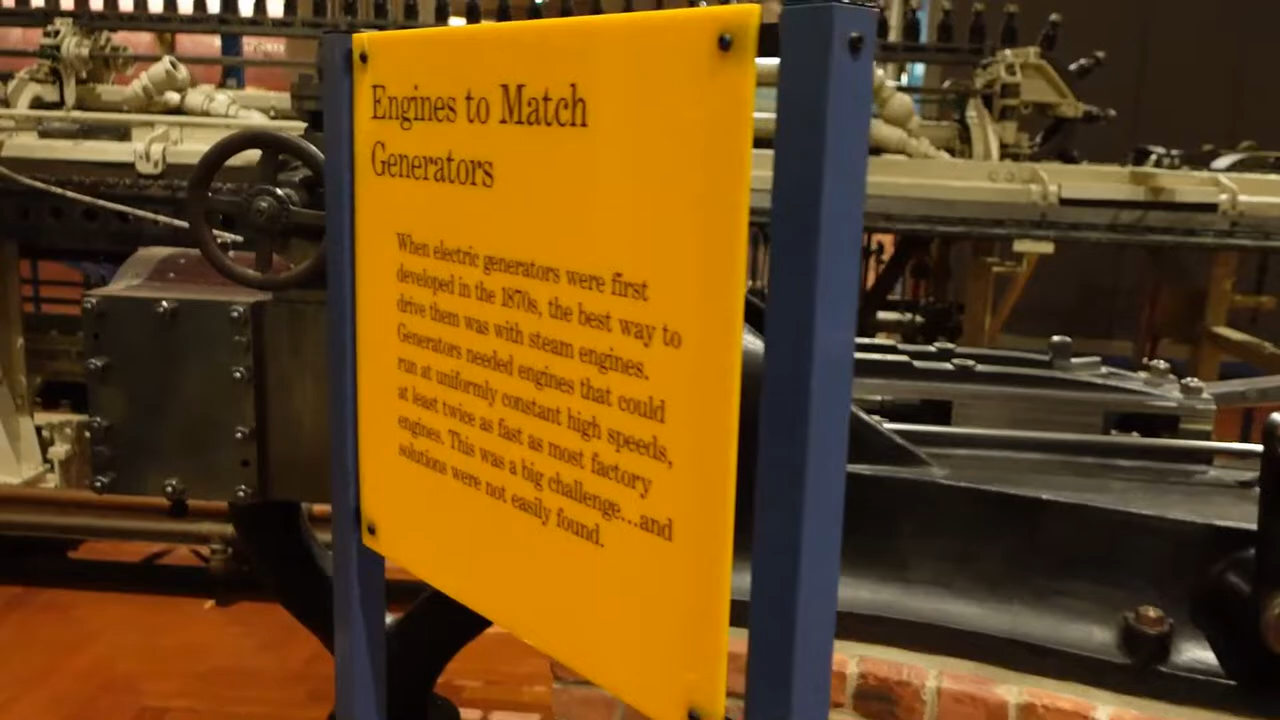 Engines to Match
Generators
When electric generators were first
developed in the 1870s, the best way to
drive them was with steam engines.
Generators needed engines that could
run at uniformly constant high speeds,
at least twice as fast as most factory
engines. This was a big challenge...and
solutions were not easily found.